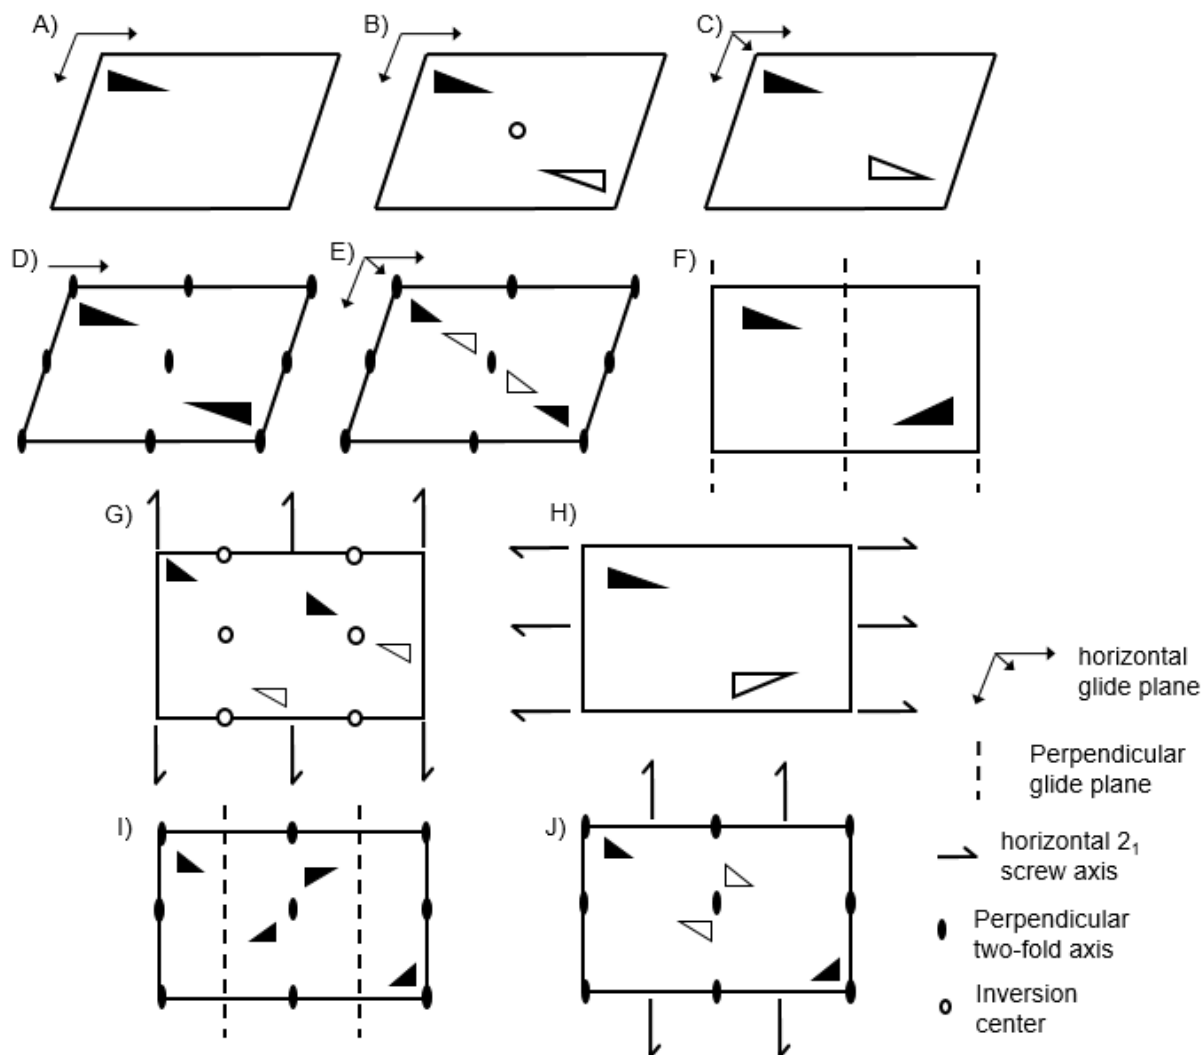 A)
B)
C)
D)
E)
F)
G)
H)
horizontal
glide plane
Perpendicular
glide plane
I)
J)
horizontal 2₁
screw axis
Perpendicular
two-fold axis
Inversion
center